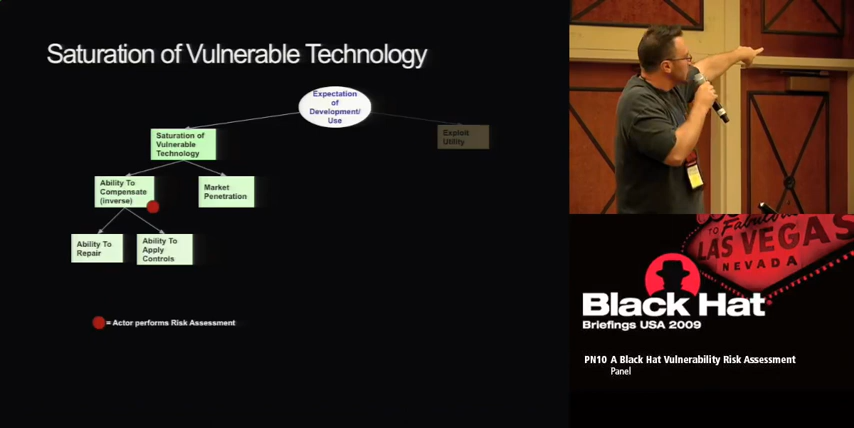 Saturation of Vulnerable Technology
Expectation
of
Development/
Use
Saturation of
Vulnerable
Technology
Exploit
Utility
Ability To
Compensate
(inverse)
Market
Penetration
Ability To
Repair
Ability To
Apply
Controls
= Actor performs Risk Assessment
TO Fabulous
LAS VEGAS
NEVADA
Black Hat
Briefings USA 2009
PN10 A Black Hat Vulnerability Risk Assessment
Panel